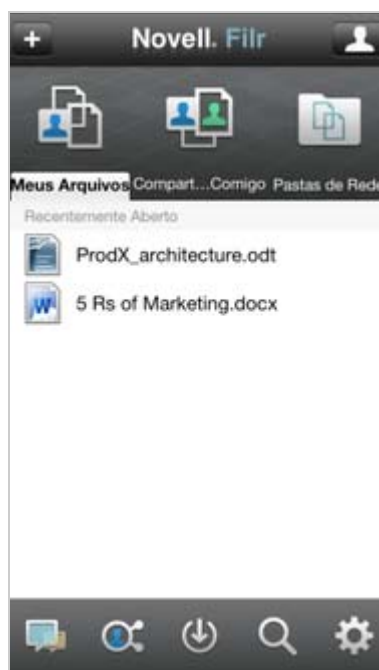 + Novell. Filr
Meus Arquivos Compart...Comigo Pastas de Rede
Recentemente Aberto
ProdX_architecture.odt
W 5 Rs of Marketing.docx